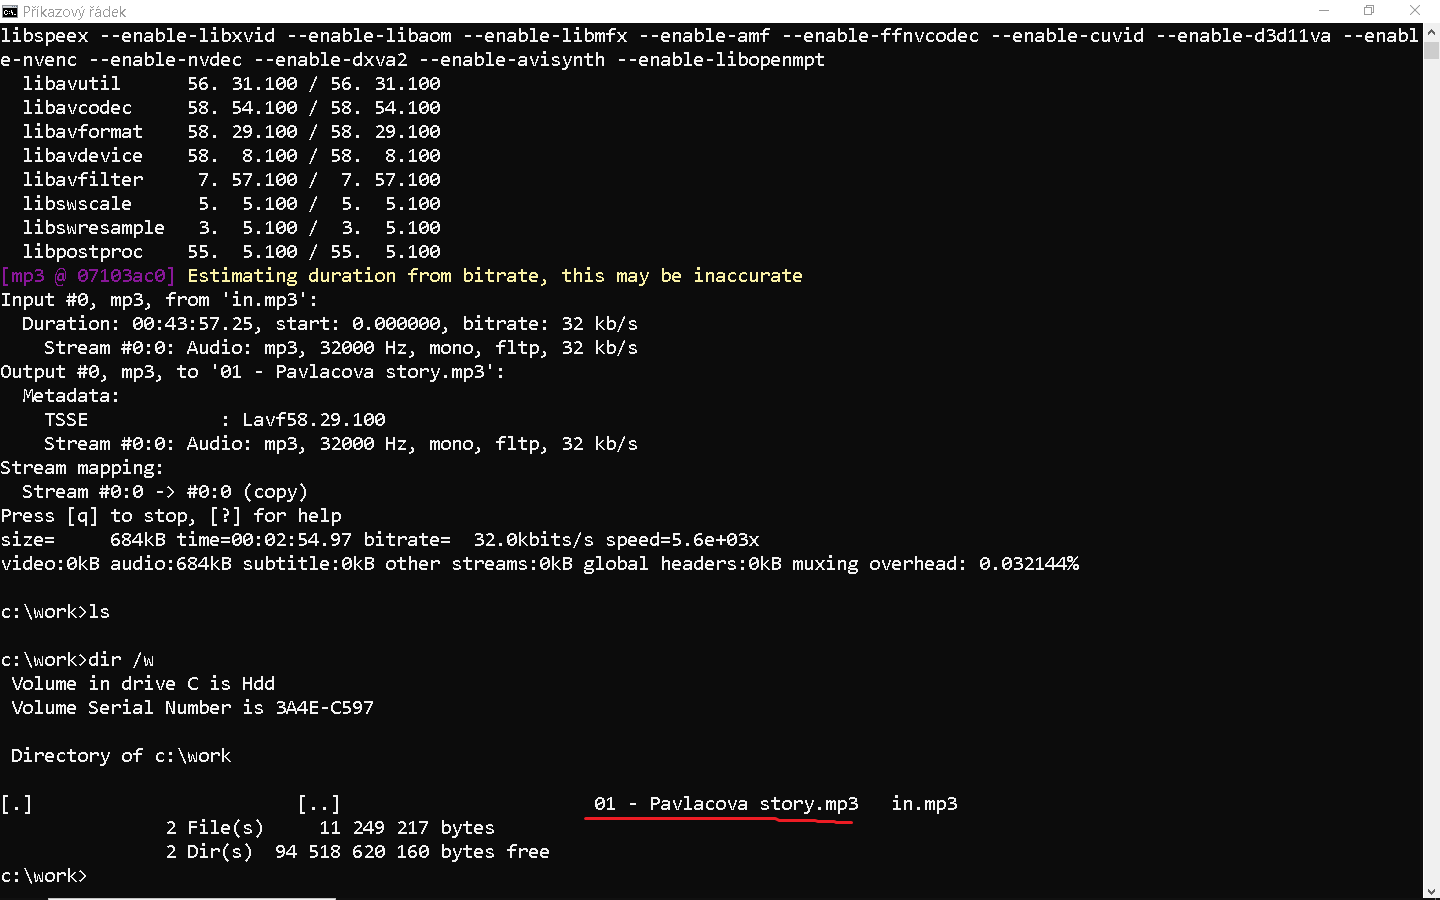 Příkazový řádek
libspeex --enable-libxvid --enable-libaom --enable-libmfx --enable-amf --enable-ffnvcodec --enable-cuvid --enable-d3d11va --enabl
e-nvenc --enable-nvdec --enable-dxva2 --enable-avisynth --enable-libopenmpt
  libavutil      56. 31.100 / 56. 31.100
  libavcodec     58. 54.100 / 58. 54.100
  libavformat    58. 29.100 / 58. 29.100
  libavdevice    58.  8.100 / 58.  8.100
  libavfilter     7. 57.100 /  7. 57.100
  libswscale      5.  5.100 /  5.  5.100
  libswresample   3.  5.100 /  3.  5.100
  libpostproc    55.  5.100 / 55.  5.100
[mp3 @ 07103ac0] Estimating duration from bitrate, this may be inaccurate
Input #0, mp3, from 'in.mp3':
  Duration: 00:43:57.25, start: 0.000000, bitrate: 32 kb/s
    Stream #0:0: Audio: mp3, 32000 Hz, mono, fltp, 32 kb/s
Output #0, mp3, to '01 - Pavlacova story.mp3':
  Metadata:
    TSSE            : Lavf58.29.100
    Stream #0:0: Audio: mp3, 32000 Hz, mono, fltp, 32 kb/s
Stream mapping:
  Stream #0:0 -> #0:0 (copy)
Press [q] to stop, [?] for help
size=     684kB time=00:02:54.97 bitrate=  32.0kbits/s speed=5.6e+03x
video:0kB audio:684kB subtitle:0kB other streams:0kB global headers:0kB muxing overhead: 0.032144%
c:\work>ls
c:\work>dir /w
 Volume in drive C is Hdd
 Volume Serial Number is 3A4E-C597
 Directory of c:\work
[.]                        [..]                       01 - Pavlacova story.mp3   in.mp3
               2 File(s)     11 249 217 bytes
               2 Dir(s)  94 518 620 160 bytes free
c:\work>